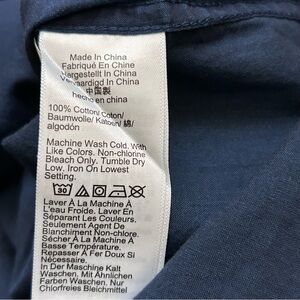 Made In China
Fabriqué En Chine
Hergestellt In China
Vervaardigd In China
中国製
hecho en china
100% Cotton/Coton/
Baumwolle/Katoen/ 綿/
algodón
Machine Wash Cold, With
Like Colors. Non-chlorine
Bleach Only. Tumble Dry
Low. Iron On Lowest
Setting.
30
Laver À La Machine À
L'eau Froide. Laver En
Séparant Les Couleurs.
Seulement Agent De
Blanchiment Non-chlore.
Sécher À La Machine À
Basse Température.
Repasser À Fer Doux Si
Nécessaire.
In Der Maschine Kalt
Waschen. Mit Ähnlichen
Farben Waschen. Nur
Chlorfreies Bleichmittel